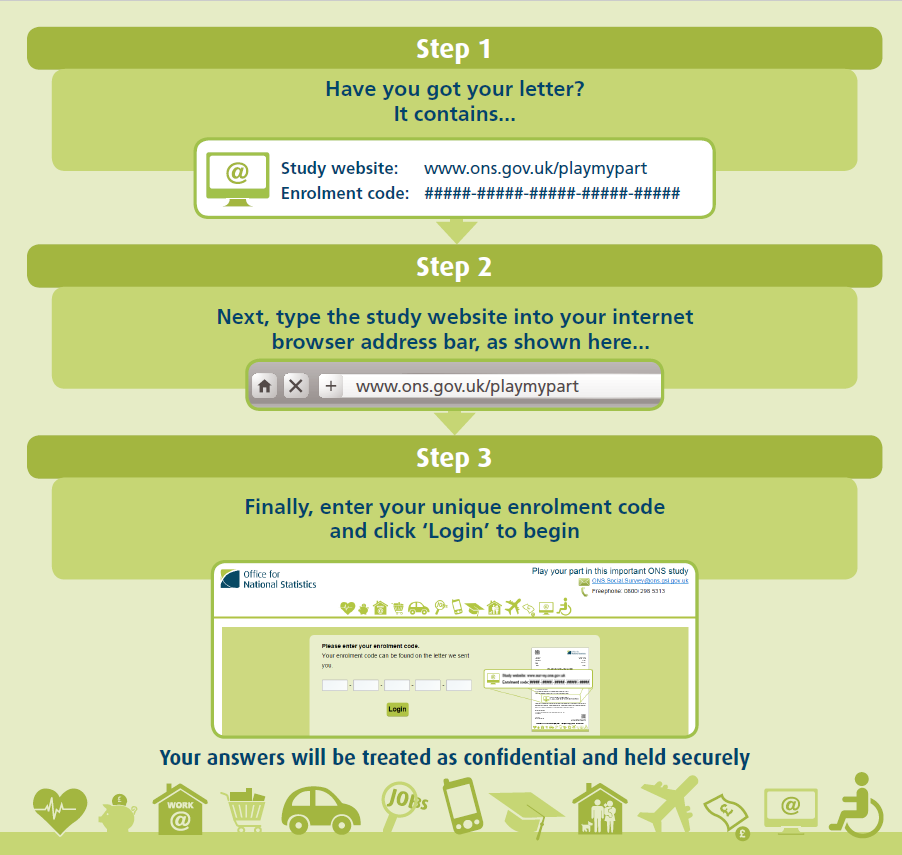 Step 1
Have you got your letter?
It contains...
@
Study website: www.ons.gov.uk/playmypart
Enrolment code: #####-#####-#####-#####-#####
Step 2
Next, type the study website into your internet
browser address bar, as shown here...
www.ons.gov.uk/playmypart
Step 3
Finally, enter your unique enrolment code
and click ‘Login’ to begin
Office for
National Statistics
Play your part in this important ONS study
ONS.Social.Survey@ons.gsi.gov.uk
Freephone: 0800 298 5313
Please enter your enrolment code.
Your enrolment code can be found on the letter we sent
you.
Login
Enrolment code:
Your answers will be treated as confidential and held securely
£
WORK
@
JOBS
£
£
@